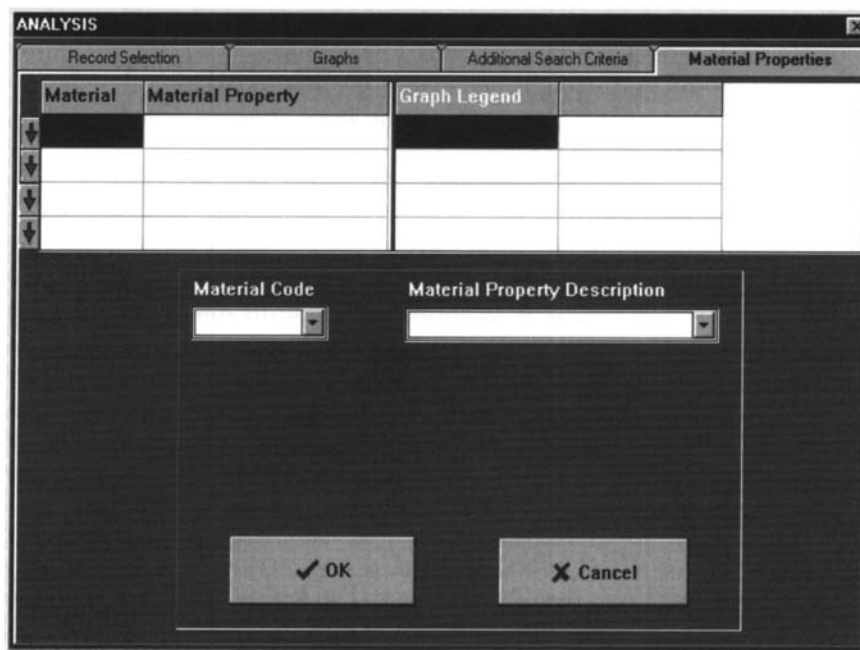 ANALYSIS
Record Selection Graphs Additional Search Criteria Material Properties
Material Material Property Graph Legend
Material Code Material Property Description
OK Cancel